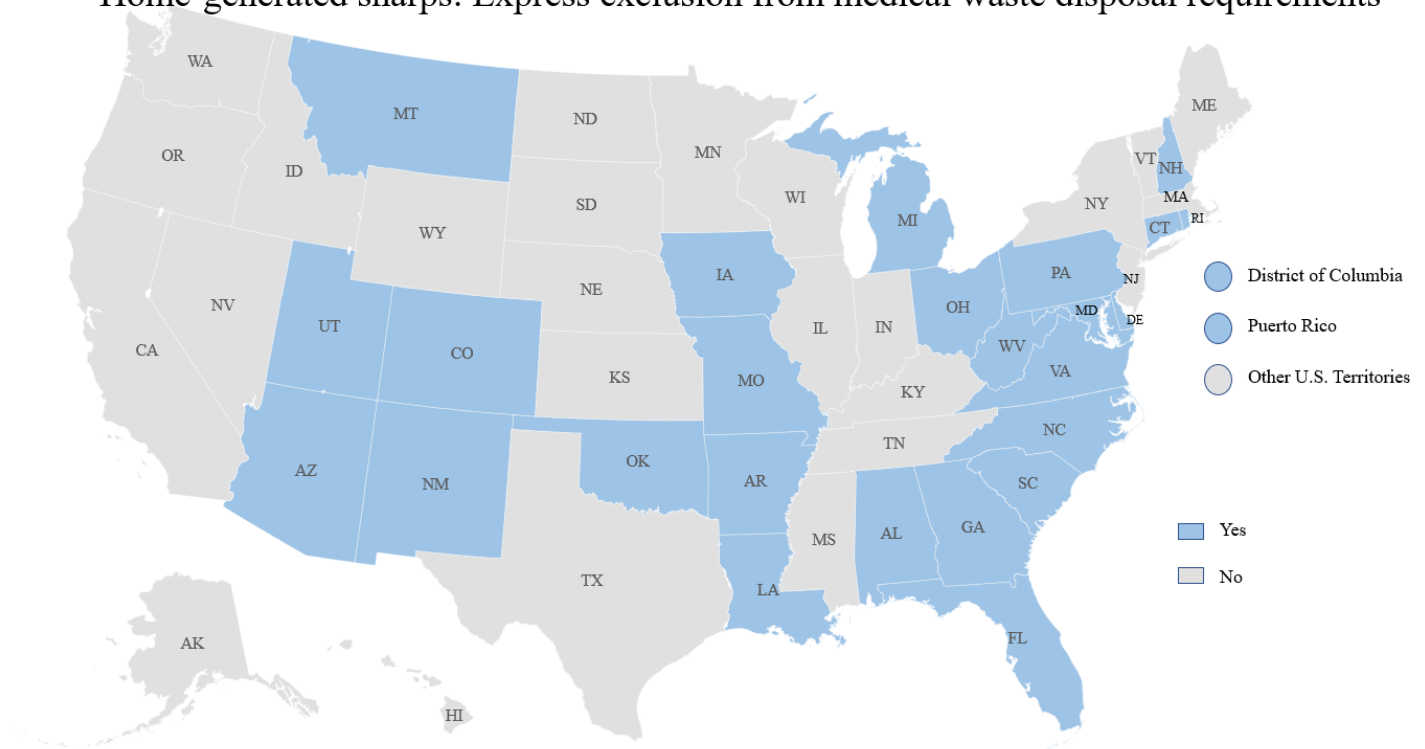 Home-generated sharps: Express exclusion from medical waste disposal requirements
WA
MT
ND
MN
ME
OR
ID
SD
WI
MI
VT
NH
NY
MA
CT
RI
WY
IA
NE
PA
NJ
NV
UT
CO
IL
IN
OH
MD
DE
CA
KS
MO
WV
VA
KY
AZ
NM
OK
AR
TN
NC
SC
TX
LA
MS
AL
GA
FL
AK
HI
District of Columbia
Puerto Rico
Other U.S. Territories
Yes
No